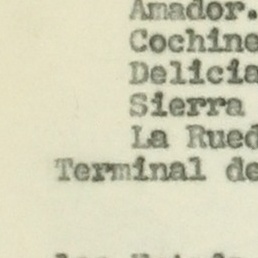 Amador.
Cochine
Delicia
Sierra
La Rued
Terminal de